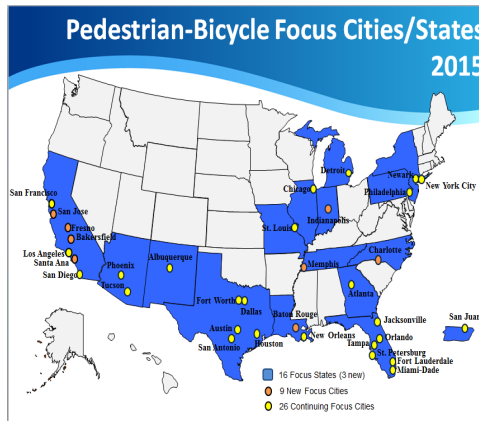 Pedestrian-Bicycle Focus Cities/States
2015
San Francisco
San Jose
Fresno
Bakersfield
Los Angeles
Santa Ana
San Diego
Phoenix
Tucson
Albuquerque
Fort Worth
Dallas
Austin
San Antonio
Houston
Baton Rouge
New Orleans
Chicago
Detroit
Indianapolis
St. Louis
Memphis
Charlotte
Atlanta
Newark
New York City
Philadelphia
Jacksonville
Orlando
Tampa
St. Petersburg
Fort Lauderdale
Miami-Dade
San Juan
16 Focus States (3 new)
9 New Focus Cities
26 Continuing Focus Cities